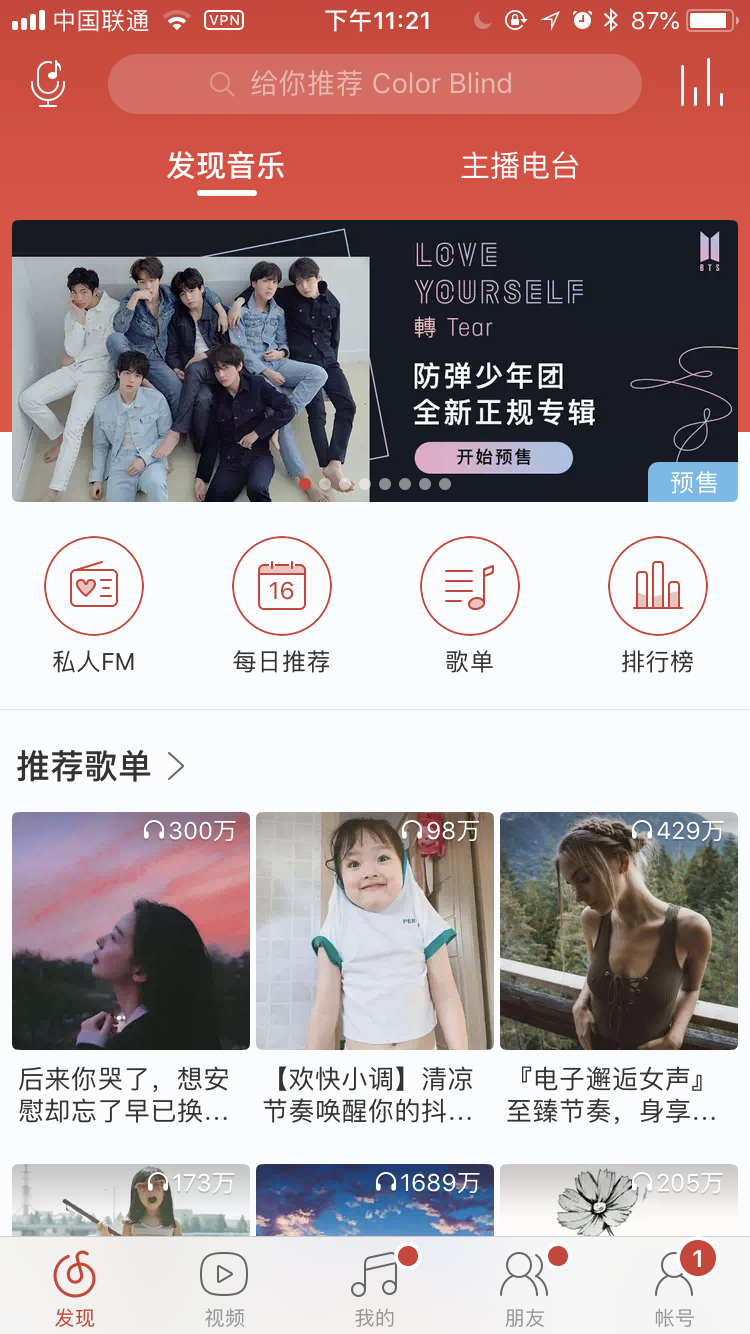 中国联通 VPN 下午11:21 87%
给你推荐 Color Blind
发现音乐 主播电台
LOVE
YOURSELF
轉 Tear
BTS
防弹少年团
全新正规专辑
开始预售
预售
16
私人FM 每日推荐 歌单 排行榜
推荐歌单
300万 98万 429万
后来你哭了，想安
慰却忘了早已换…
【欢快小调】清凉
节奏唤醒你的抖…
『电子邂逅女声』
至臻节奏，身享…
173万 1689万 205万
1
发现 视频 我的 朋友 帐号